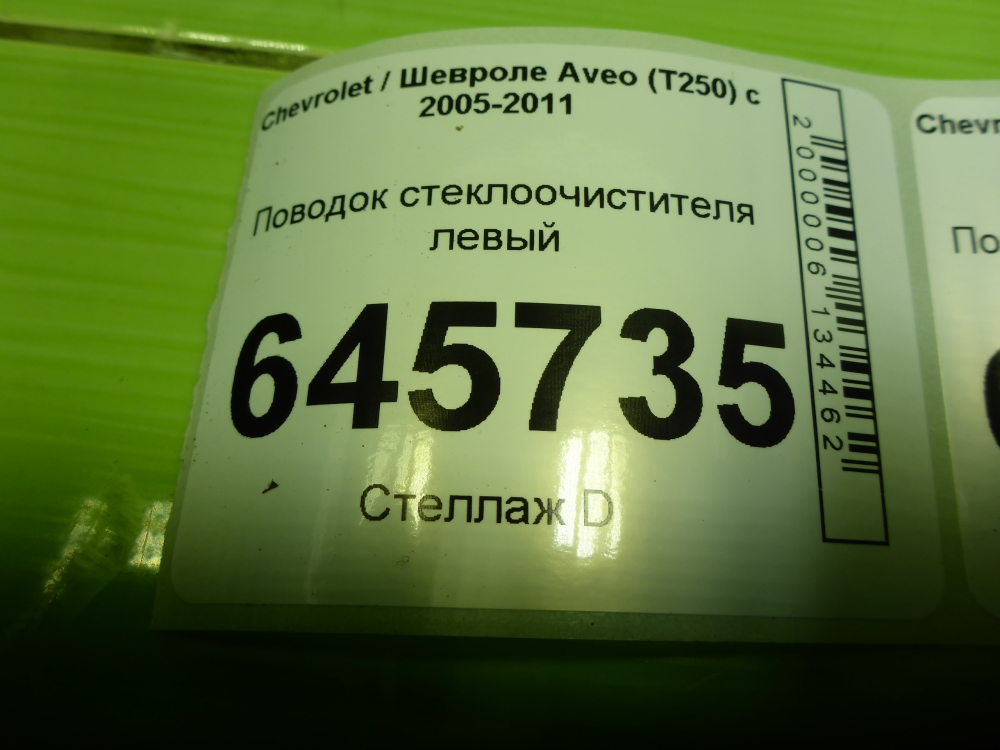 Chevrolet / Шевроле Aveo (T250) с
2005-2011
Поводок стеклоочистителя
левый
645735
Стеллаж D
2000006134462
Chevr
По